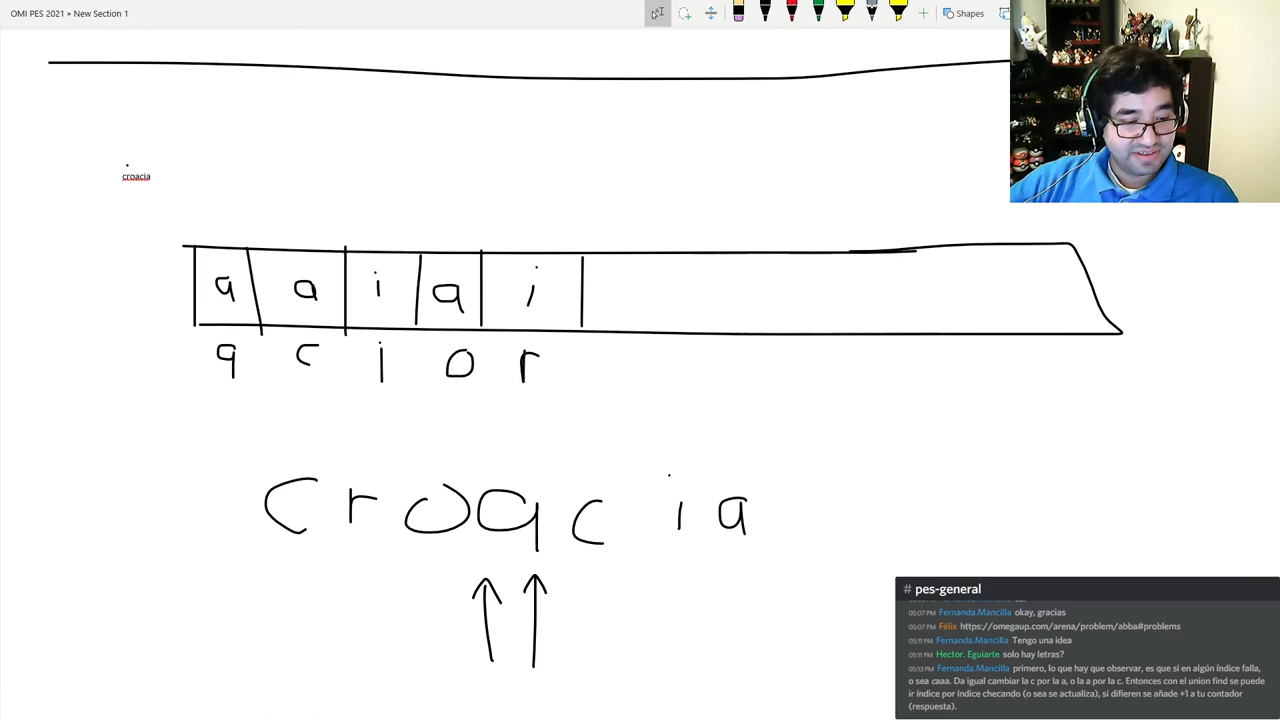 OMI PES 2021 » New Section 1
Shapes
croacia
a a i a i
a c i o r
croacia
# pes-general
Fernanda.Mancilla
05:07 PM Fernanda.Mancilla okay, gracias
05:07 PM Félix https://omegaup.com/arena/problem/abba#problems
05:11 PM Fernanda.Mancilla Tengo una idea
05:11 PM Hector. Eguiarte solo hay letras?
05:13 PM Fernanda.Mancilla primero, lo que hay que observar, es que si en algún índice falla,
o sea caaa. Da igual cambiar la c por la a, o la a por la c. Entonces con el union find se puede
ir índice por índice checando (o sea se actualiza), si difieren se añade +1 a tu contador
(respuesta).